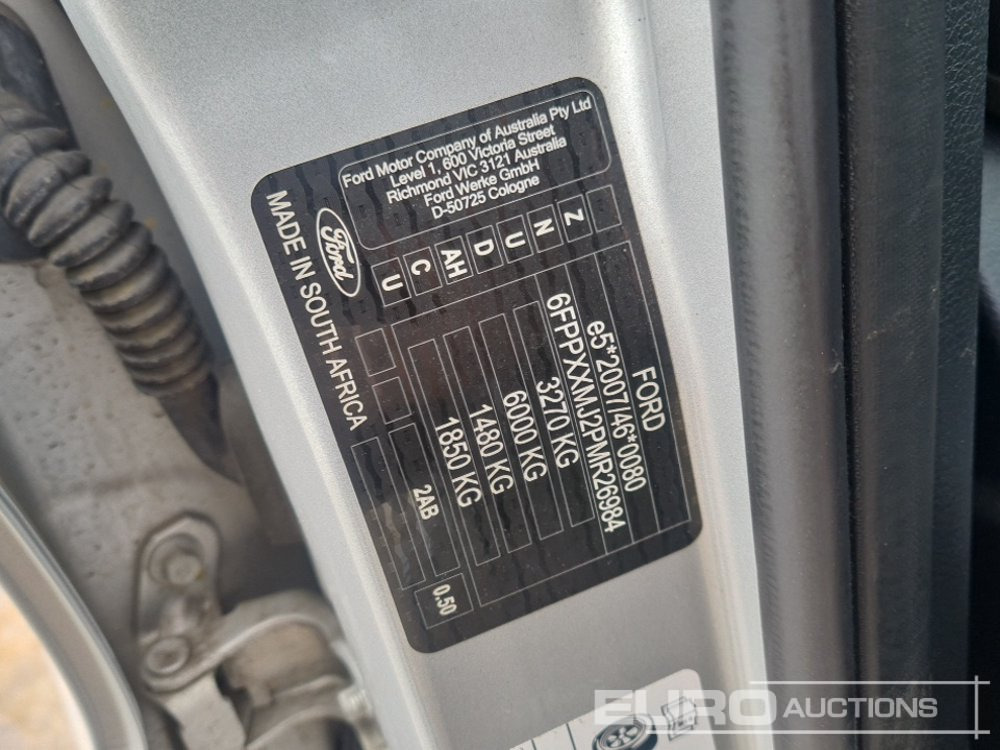 Ford Motor Company of Australia Pty Ltd
Level 1, 600 Victoria Street
Richmond VIC 3121 Australia
Ford Werke GmbH
D-50725 Cologne
Ford
MADE IN SOUTH AFRICA
FORD
e5*2007/46*0080
6FPPXXMJ2PMR26984
3270 KG
6000 KG
1480 KG
1850 KG
Z
N
U
D
AH
C
U
2AB
0.50
EURO AUCTIONS